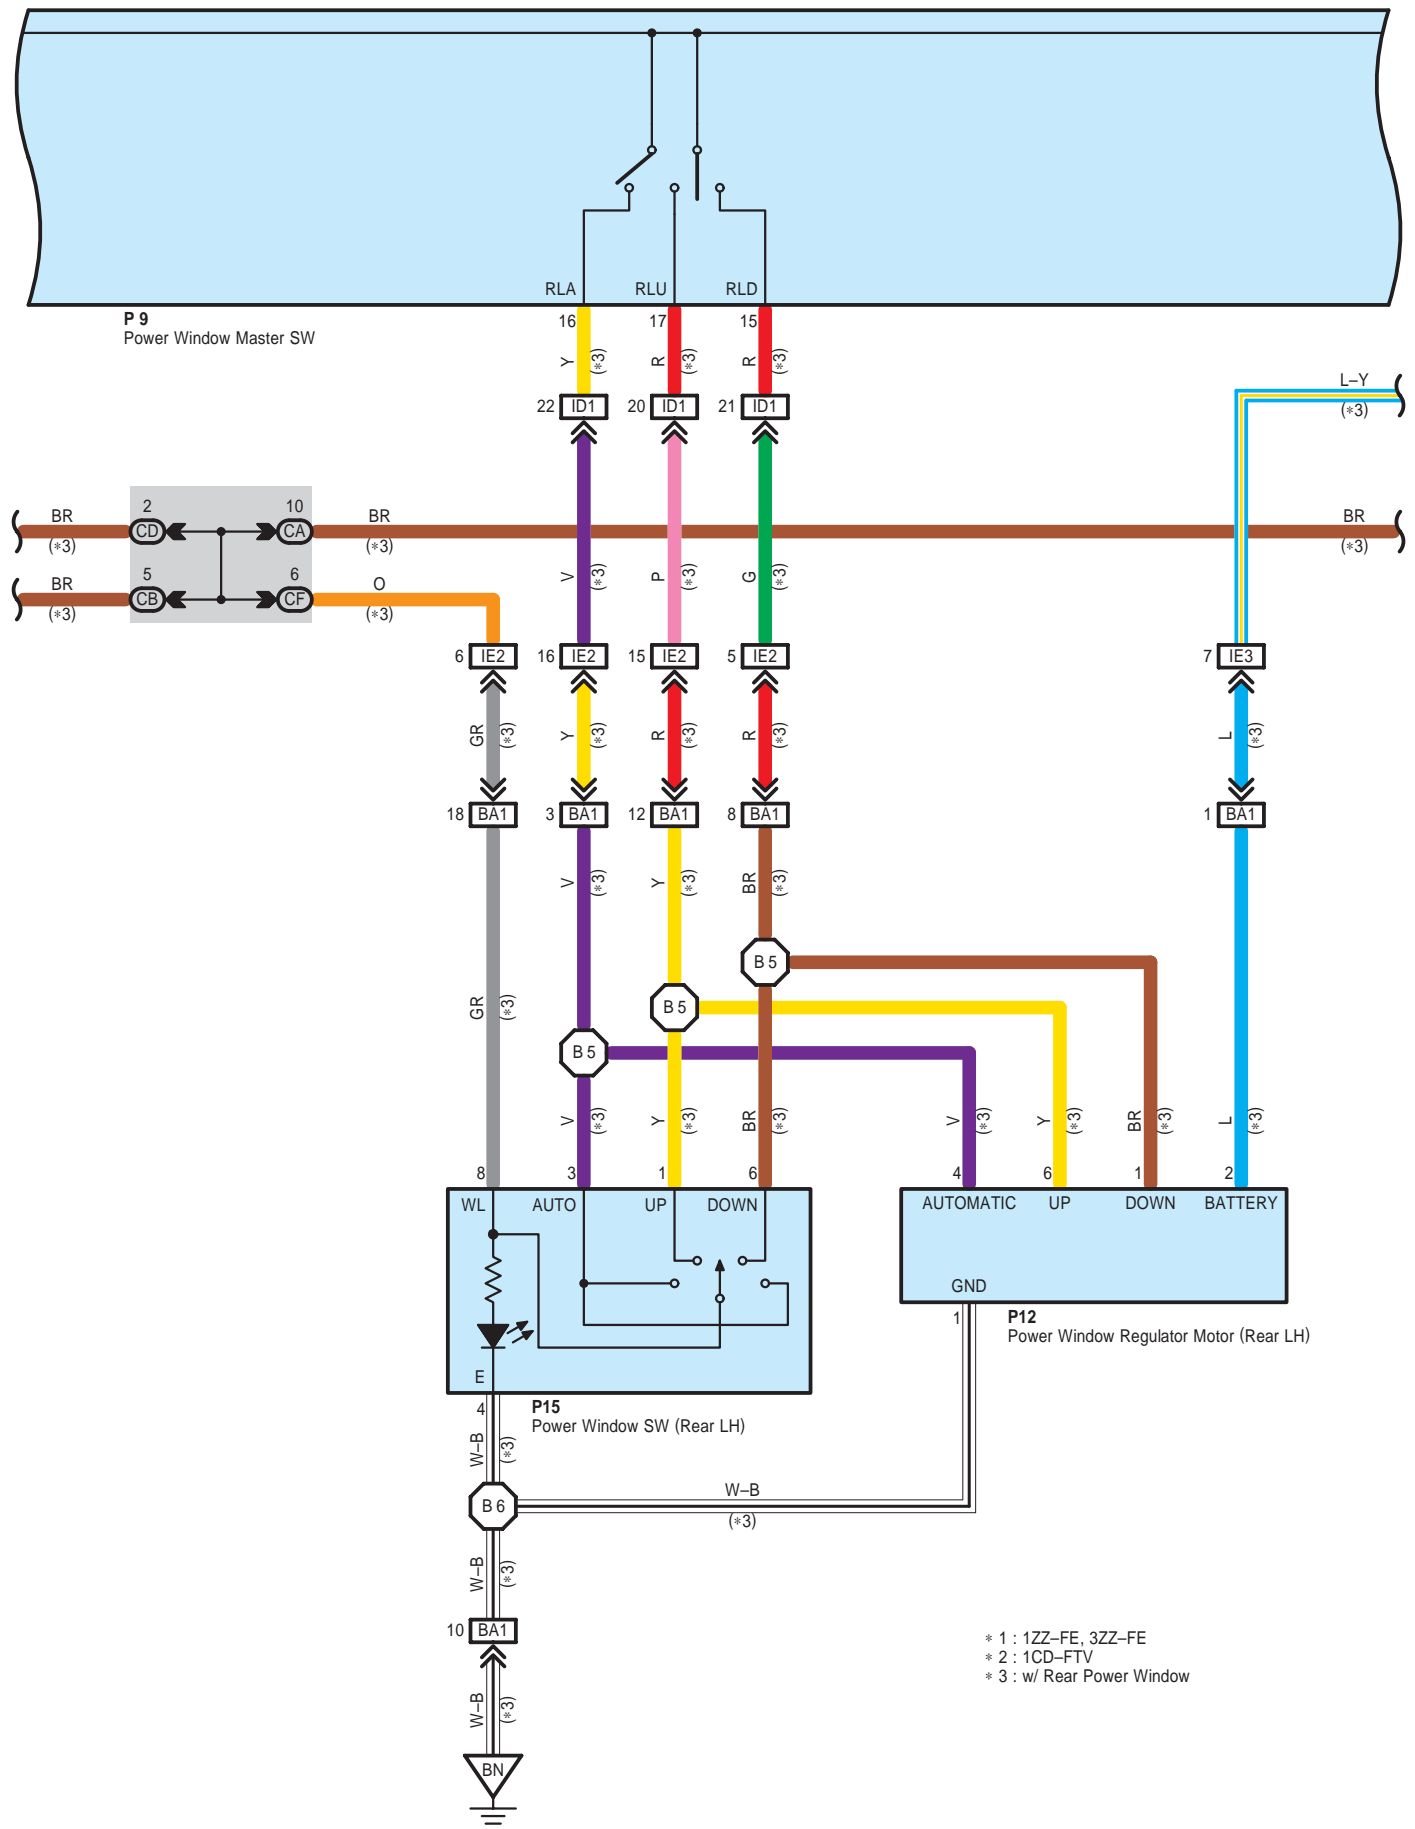 RLA RLU RLD
P 9
Power Window Master SW
16 17 15
Y (*3) R (*3) R (*3)
L–Y
(*3)
22 ID1 20 ID1 21 ID1
2 10
BR CD CA BR BR
(*3) (*3) (*3)
5 6
BR CB CF O
(*3) (*3)
V (*3) P (*3) G (*3)
6 IE2 16 IE2 15 IE2 5 IE2 7 IE3
GR (*3) Y (*3) R (*3) R (*3) L (*3)
18 BA1 3 BA1 12 BA1 8 BA1 1 BA1
V (*3) Y (*3) BR (*3)
B 5
GR (*3) B 5
B 5
V (*3) Y (*3) BR (*3) V (*3) Y (*3) BR (*3) L (*3)
8 3 1 6 4 6 1 2
WL AUTO UP DOWN AUTOMATIC UP DOWN BATTERY
GND
1
P12
Power Window Regulator Motor (Rear LH)
E
4
P15
Power Window SW (Rear LH)
W–B (*3)
B 6 W–B
(*3)
W–B (*3)
10 BA1
W–B (*3)
BN
* 1 : 1ZZ–FE, 3ZZ–FE
* 2 : 1CD–FTV
* 3 : w/ Rear Power Window